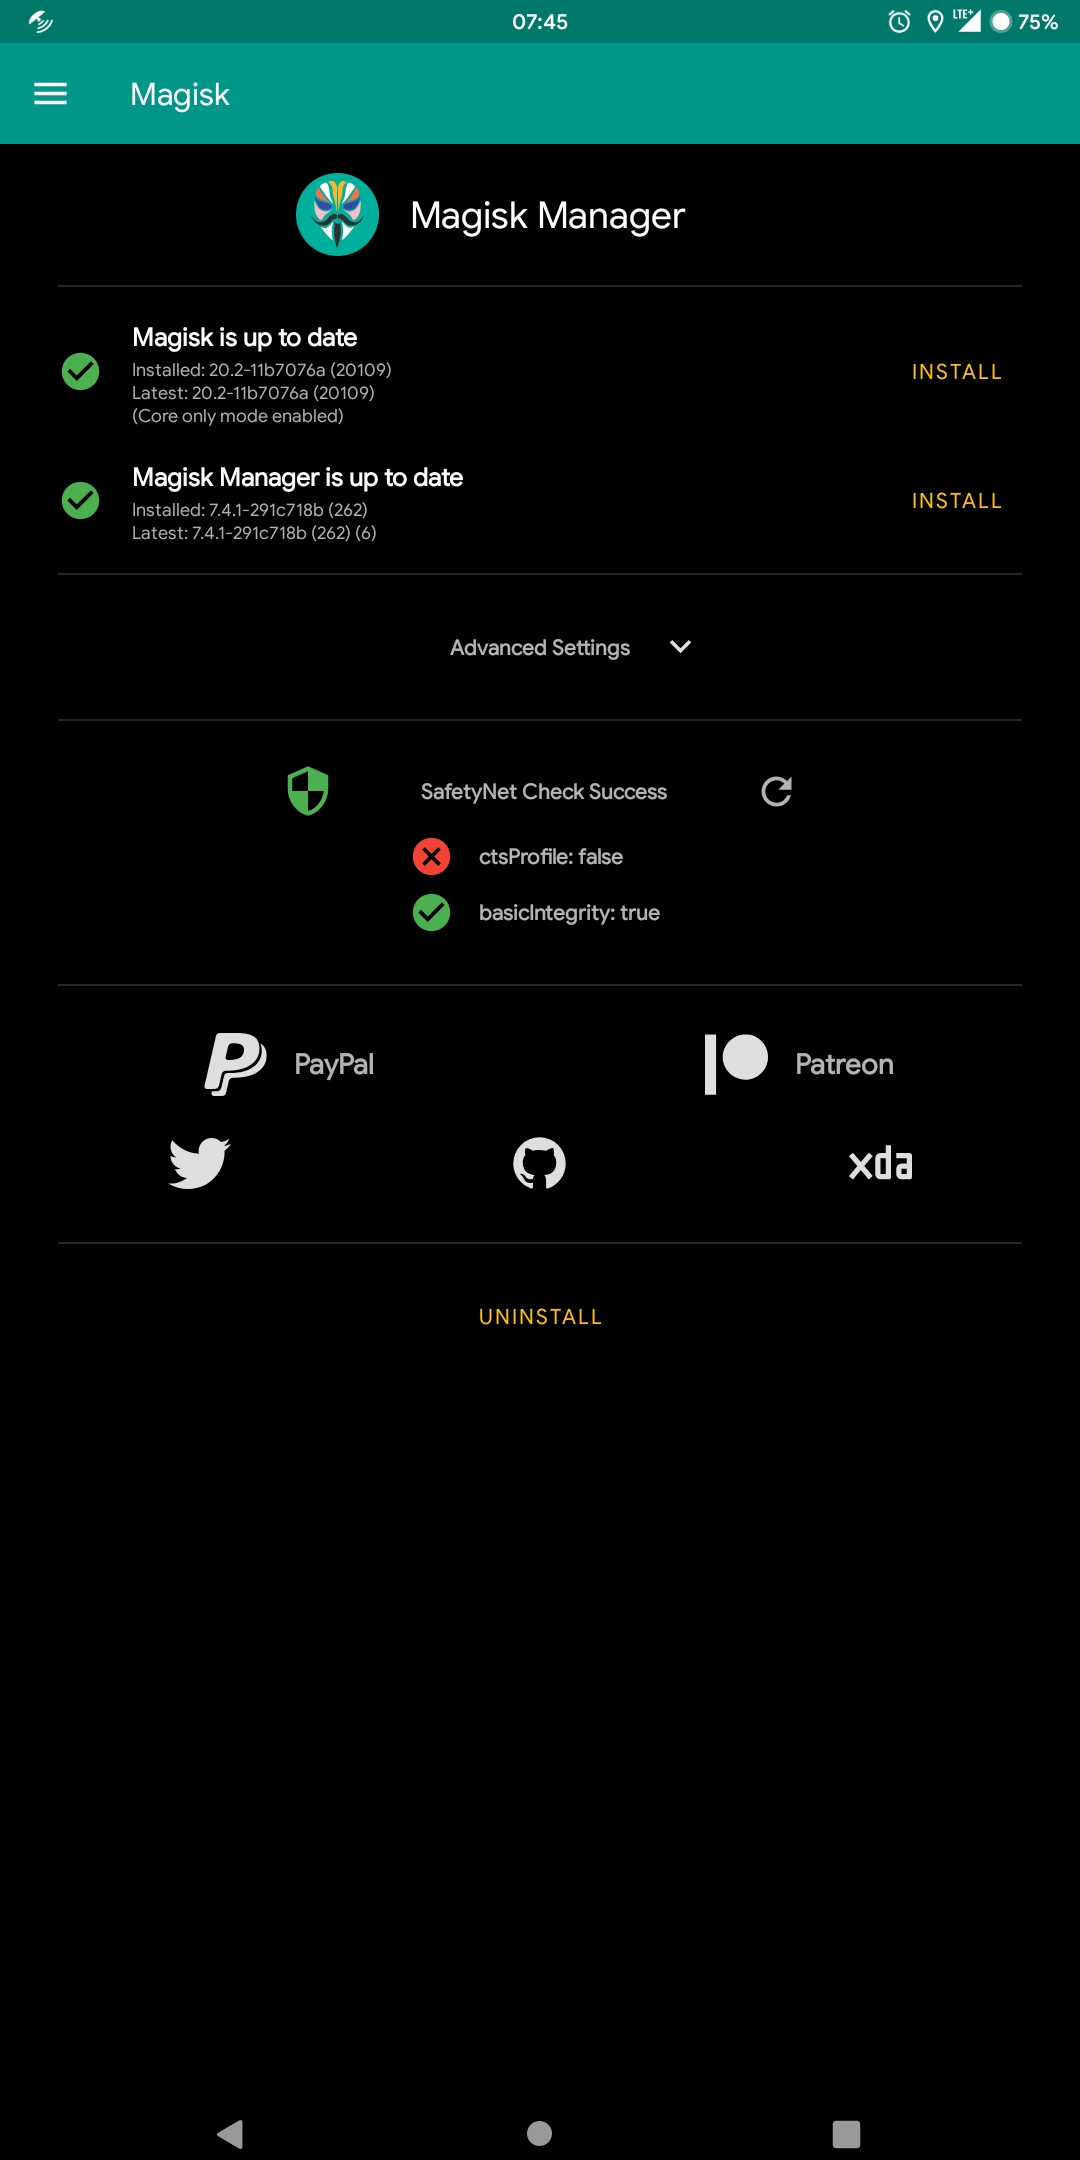 07:45
LTE+
75%
Magisk
Magisk Manager
Magisk is up to date
Installed: 20.2-11b7076a (20109)
Latest: 20.2-11b7076a (20109)
(Core only mode enabled)
INSTALL
Magisk Manager is up to date
Installed: 7.4.1-291c718b (262)
Latest: 7.4.1-291c718b (262) (6)
INSTALL
Advanced Settings
SafetyNet Check Success
ctsProfile: false
basicIntegrity: true
PayPal
Patreon
xda
UNINSTALL